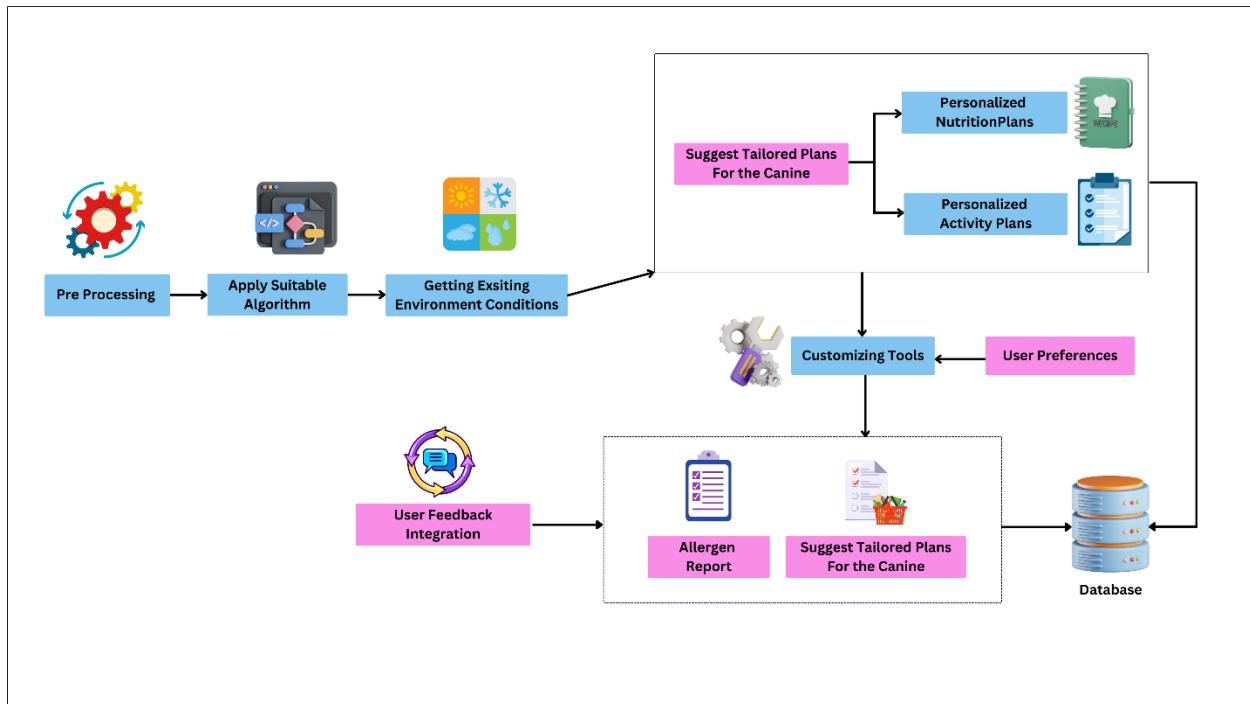 Personalized
NutritionPlans
RECIPE
Suggest Tailored Plans
For the Canine
Personalized
Activity Plans
</>
Pre Processing
Apply Suitable
Algorithm
Getting Exsiting
Environment Conditions
Customizing Tools
User Preferences
User Feedback
Integration
Allergen
Report
Suggest Tailored Plans
For the Canine
Database